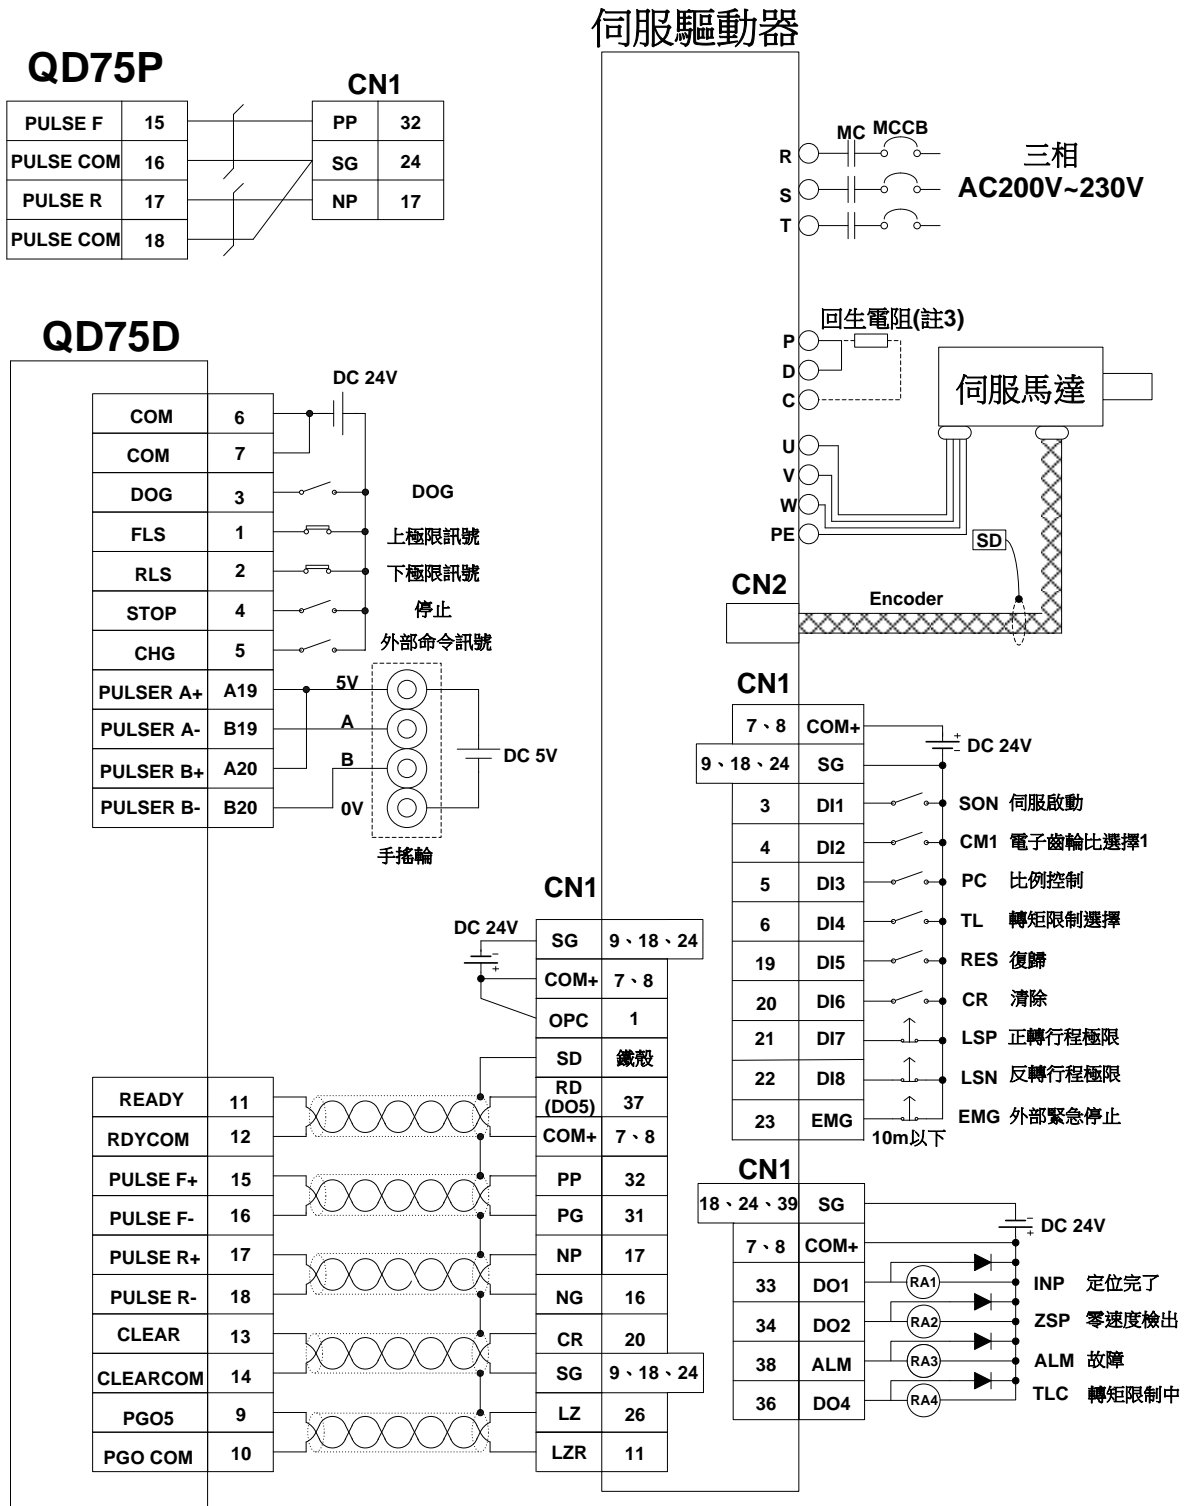 伺服驅動器
QD75P
CN1
PULSE F 15 PP 32
PULSE COM 16 SG 24
PULSE R 17 NP 17
PULSE COM 18
MC MCCB
R
S
T
三相
AC200V~230V
回生電阻(註3)
P
D
C
伺服馬達
U
V
W
PE
SD
CN2
Encoder
QD75D
DC 24V
COM 6
COM 7
DOG 3 DOG
FLS 1 上極限訊號
RLS 2 下極限訊號
STOP 4 停止
CHG 5 外部命令訊號
PULSER A+ A19 5V
PULSER A- B19 A
PULSER B+ A20 B
PULSER B- B20 0V
DC 5V
手搖輪
CN1
7、8 COM+
DC 24V + −
9、18、24 SG
3 DI1 SON 伺服啟動
4 DI2 CM1 電子齒輪比選擇1
5 DI3 PC 比例控制
6 DI4 TL 轉矩限制選擇
19 DI5 RES 復歸
20 DI6 CR 清除
21 DI7 LSP 正轉行程極限
22 DI8 LSN 反轉行程極限
23 EMG EMG 外部緊急停止
10m以下
CN1
DC 24V − +
SG 9、18、24
COM+ 7、8
OPC 1
SD 鐵殼
READY 11 RD (DO5) 37
RDYCOM 12 COM+ 7、8
PULSE F+ 15 PP 32
PULSE F- 16 PG 31
PULSE R+ 17 NP 17
PULSE R- 18 NG 16
CLEAR 13 CR 20
CLEARCOM 14 SG 9、18、24
PGO5 9 LZ 26
PGO COM 10 LZR 11
CN1
18、24、39 SG
DC 24V − +
7、8 COM+
33 DO1 RA1 INP 定位完了
34 DO2 RA2 ZSP 零速度檢出
38 ALM RA3 ALM 故障
36 DO4 RA4 TLC 轉矩限制中